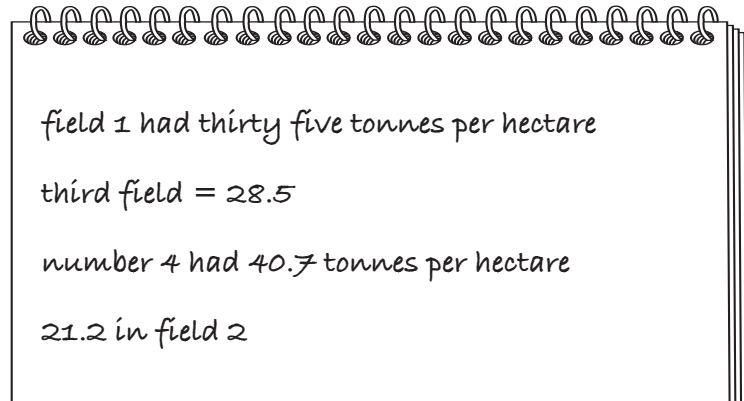 field 1 had thirty five tonnes per hectare
third field = 28.5
number 4 had 40.7 tonnes per hectare
21.2 in field 2